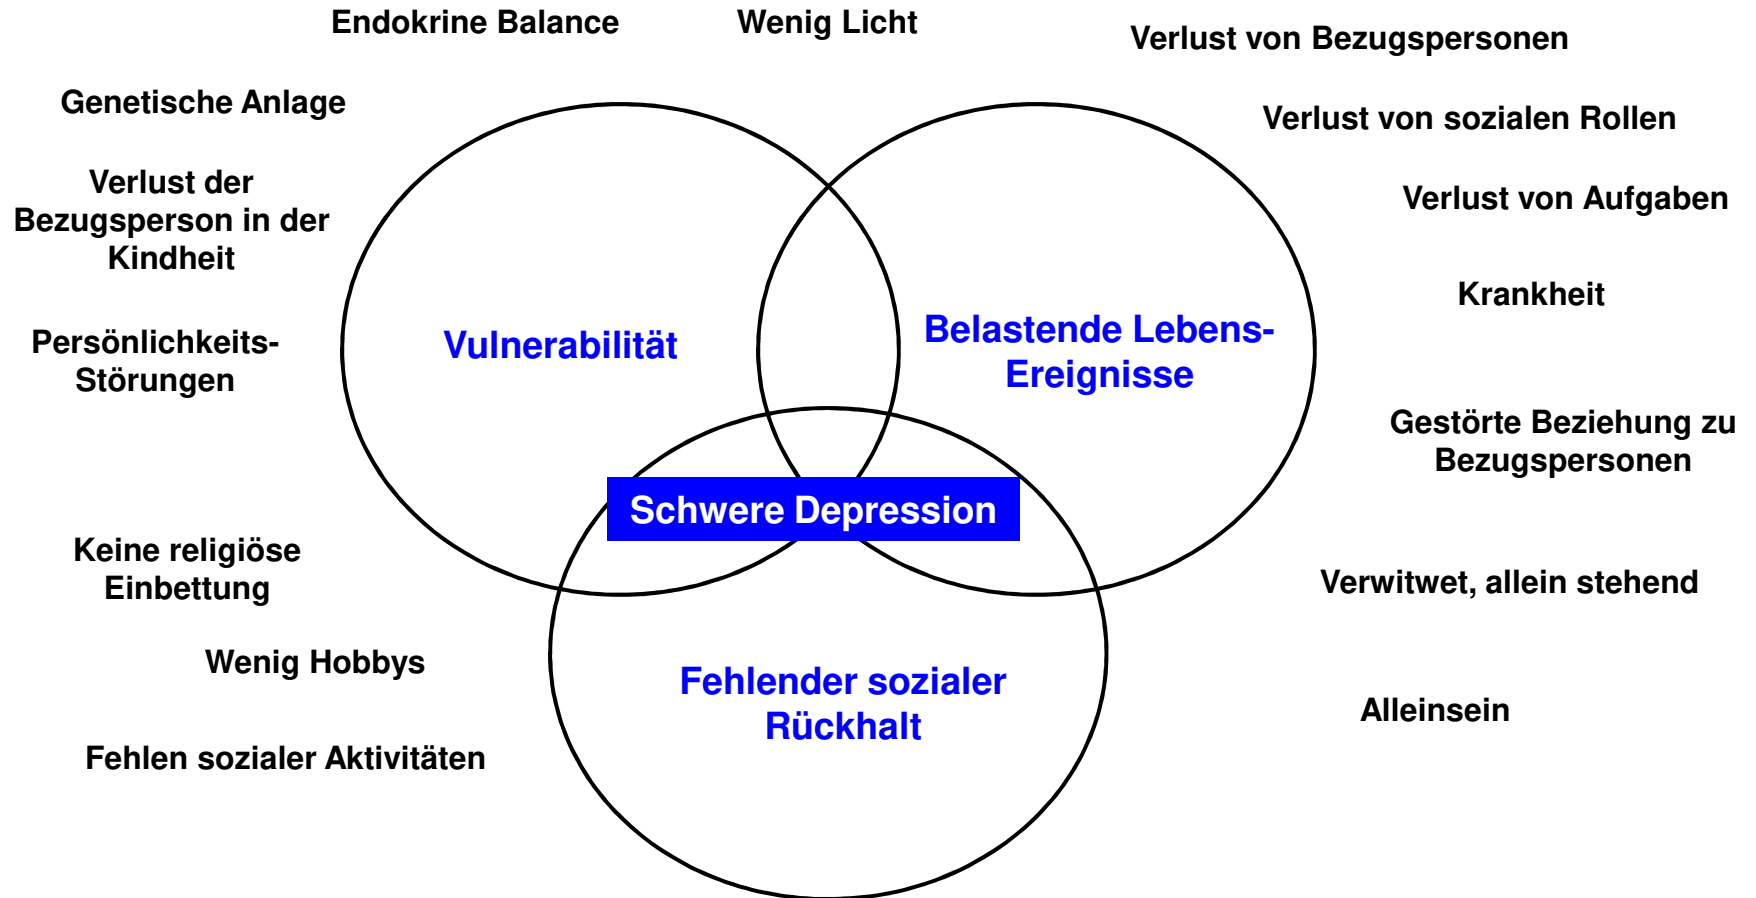 Endokrine Balance
Wenig Licht
Verlust von Bezugspersonen
Genetische Anlage
Verlust von sozialen Rollen
Verlust der
Bezugsperson in der
Kindheit
Verlust von Aufgaben
Krankheit
Persönlichkeits-
Störungen
Vulnerabilität
Belastende Lebens-
Ereignisse
Gestörte Beziehung zu
Bezugspersonen
Schwere Depression
Keine religiöse
Einbettung
Verwitwet, allein stehend
Wenig Hobbys
Fehlender sozialer
Rückhalt
Alleinsein
Fehlen sozialer Aktivitäten